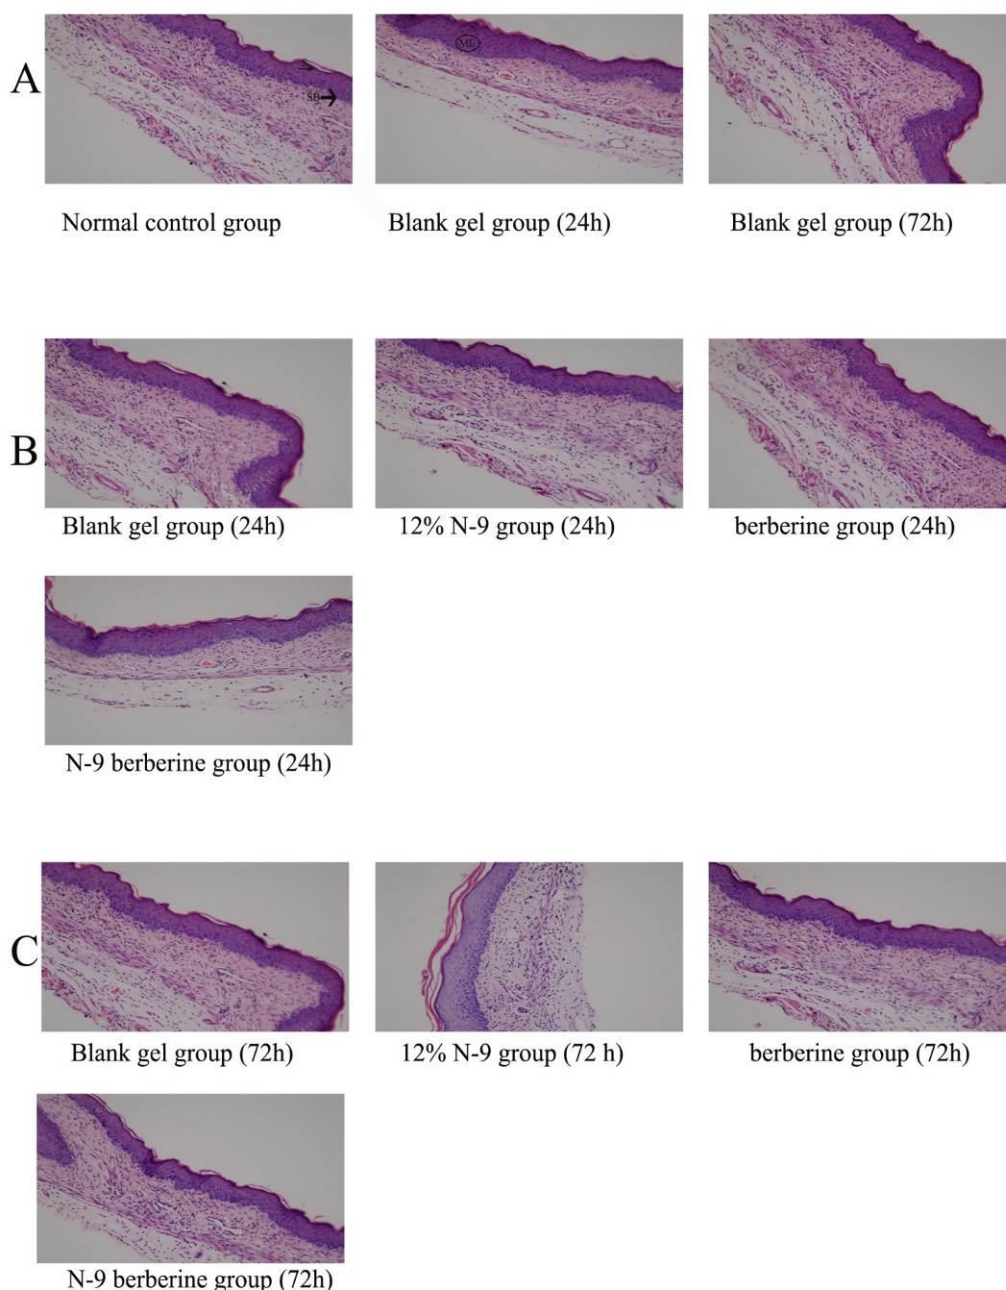 A
SB
ME
Normal control group
Blank gel group (24h)
Blank gel group (72h)
B
Blank gel group (24h)
12% N-9 group (24h)
berberine group (24h)
N-9 berberine group (24h)
C
Blank gel group (72h)
12% N-9 group (72 h)
berberine group (72h)
N-9 berberine group (72h)